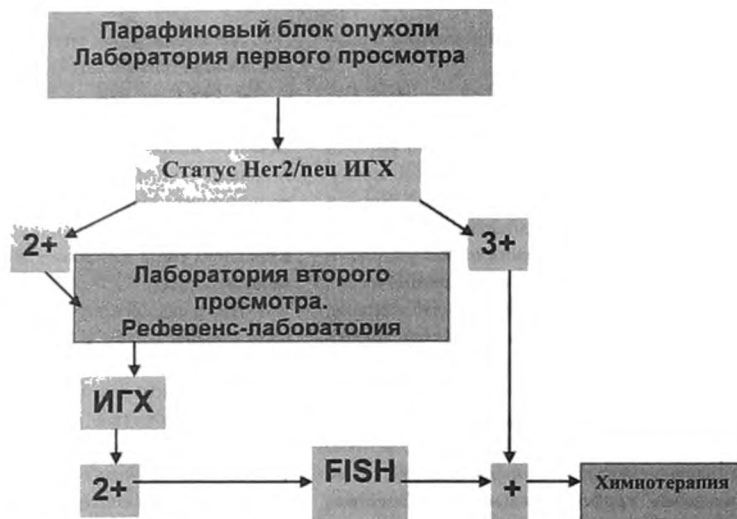 Парафиновый блок опухоли
Лаборатория первого просмотра
Статус Her2/neu ИГХ
2+
3+
Лаборатория второго
просмотра.
Референс-лаборатория
ИГХ
2+
FISH
+
Химиотерапия